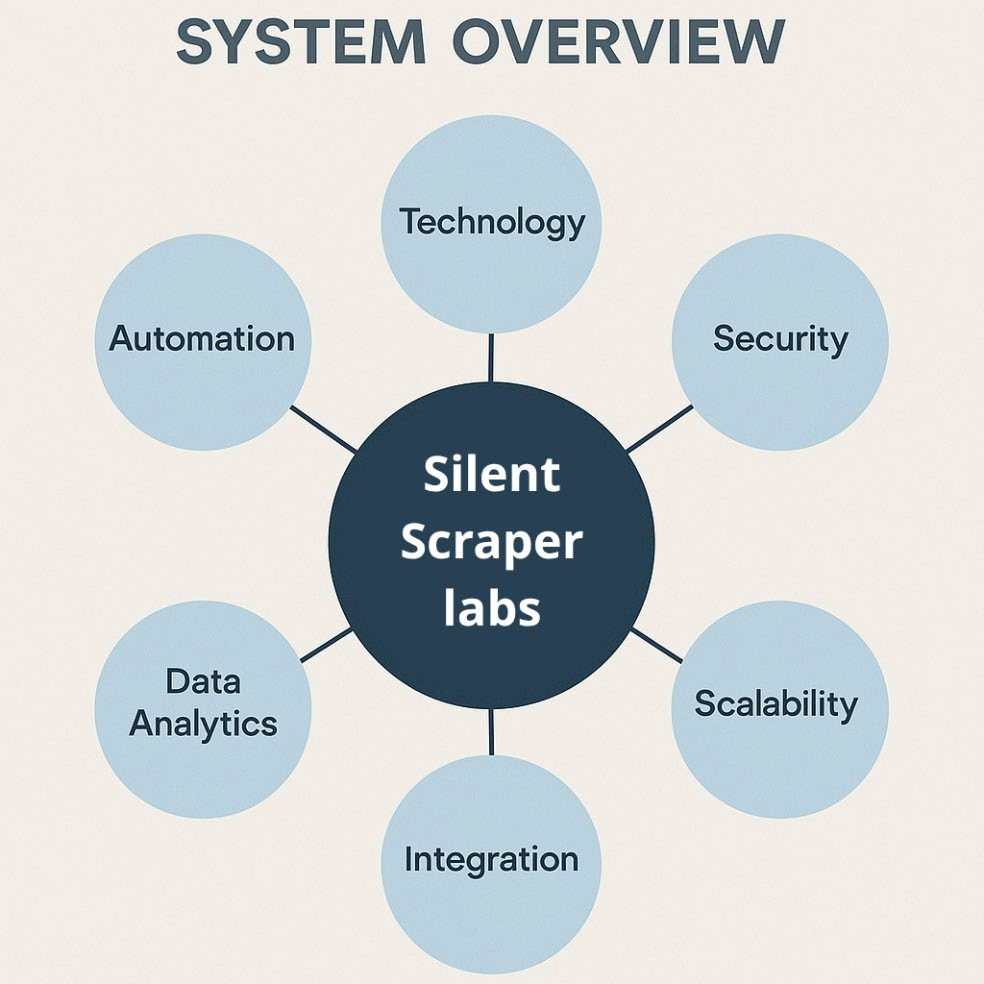 SYSTEM OVERVIEW
Technology
Automation
Security
Silent
Scraper
labs
Data
Analytics
Scalability
Integration